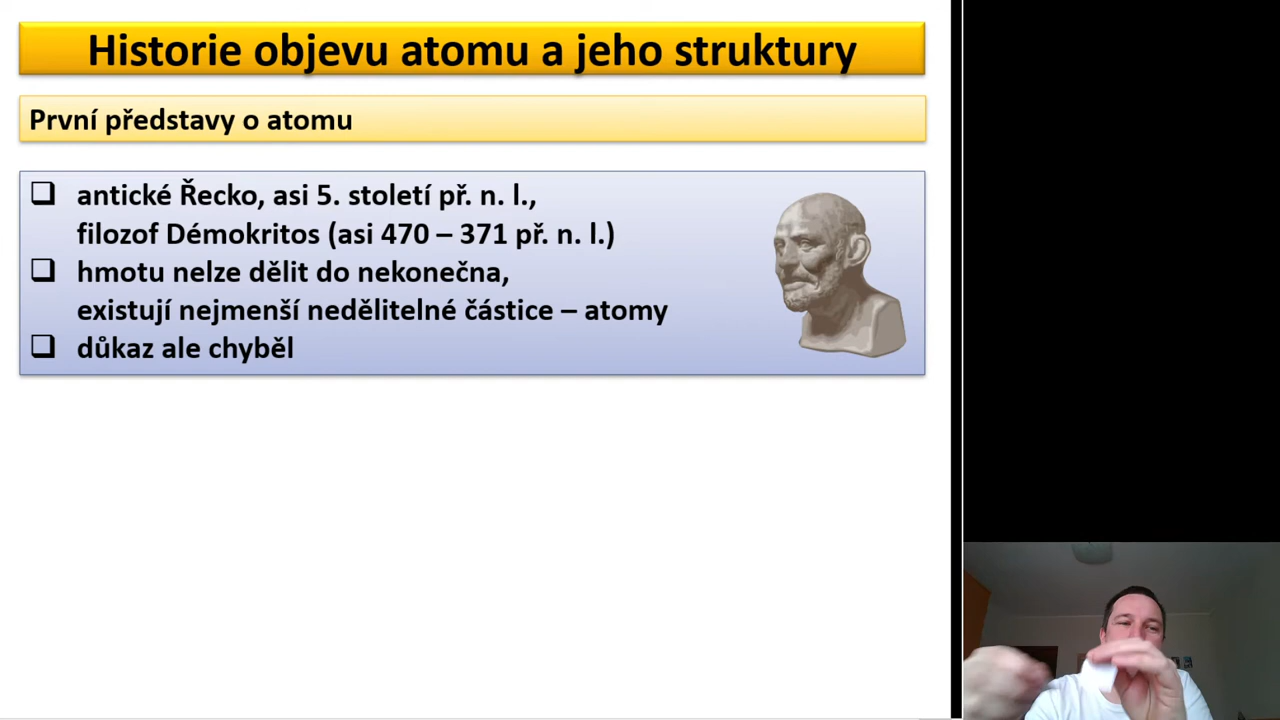 Historie objevu atomu a jeho struktury
První představy o atomu
antické Řecko, asi 5. století př. n. l.,
filozof Démokritos (asi 470 – 371 př. n. l.)
hmotu nelze dělit do nekonečna,
existují nejmenší nedělitelné částice – atomy
důkaz ale chyběl